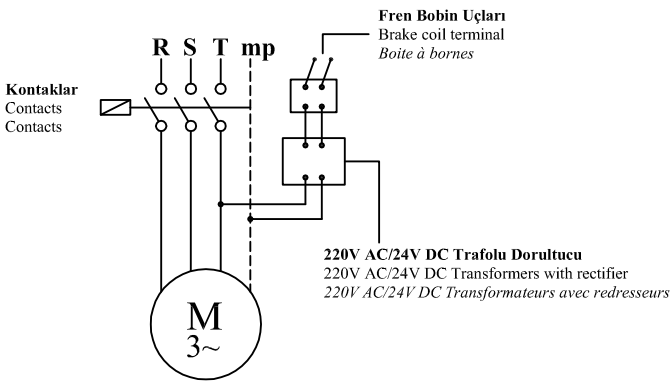 Fren Bobin Uçları
Brake coil terminal
Boite à bornes
R S T mp
Kontaklar
Contacts
Contacts
220V AC/24V DC Trafolu Dorultucu
220V AC/24V DC Transformers with rectifier
220V AC/24V DC Transformateurs avec redresseurs
M
3~